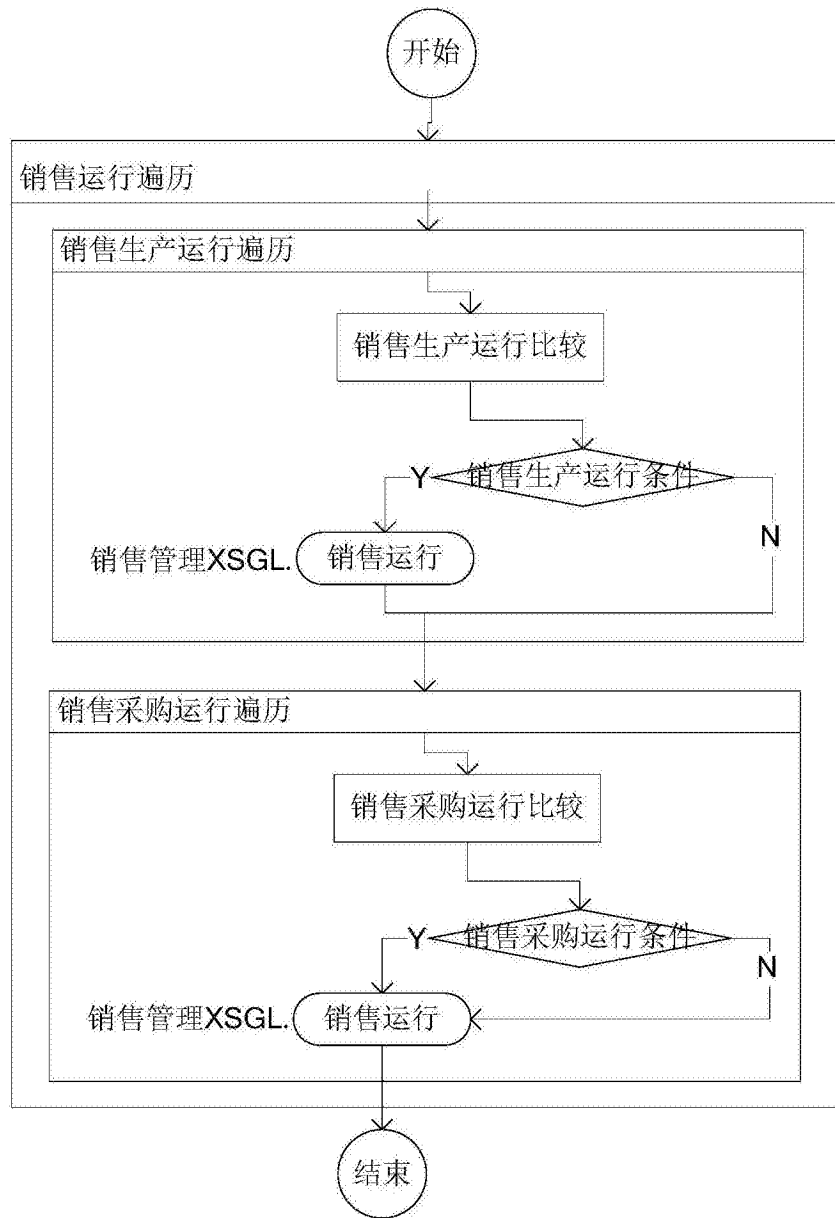 开始
销售运行遍历
销售生产运行遍历
销售生产运行比较
Y
销售生产运行条件
N
销售管理XSGL.
销售运行
销售采购运行遍历
销售采购运行比较
Y
销售采购运行条件
N
销售管理XSGL.
销售运行
结束